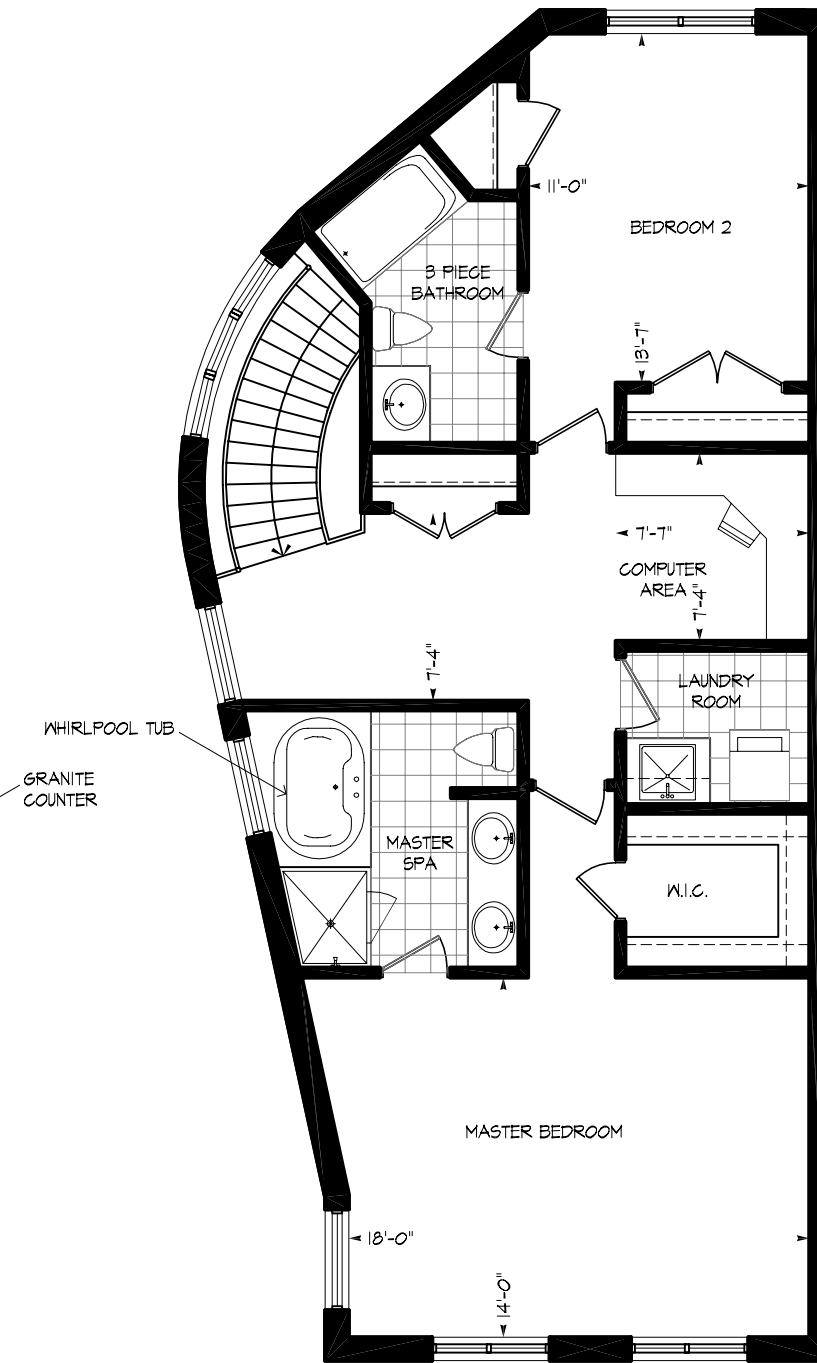 11'-0"
BEDROOM 2
3 PIECE
BATHROOM
13'-7"
7'-7"
COMPUTER
AREA
7'-4"
7'-4"
LAUNDRY
ROOM
WHIRLPOOL TUB
GRANITE
COUNTER
MASTER
SPA
W.I.C.
MASTER BEDROOM
18'-0"
14'-0"